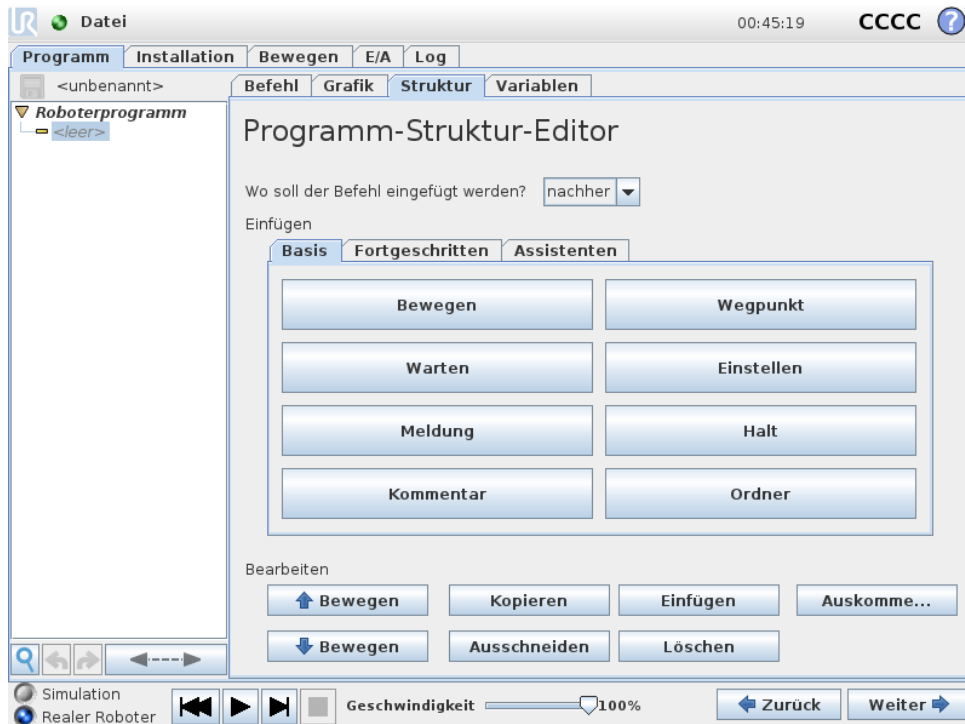 UR Datei 00:45:19 CCCC ?
Programm Installation Bewegen E/A Log
<unbenannt> Befehl Grafik Struktur Variablen
Roboterprogramm
<leer>
Programm-Struktur-Editor
Wo soll der Befehl eingefügt werden? nachher
Einfügen
Basis Fortgeschritten Assistenten
Bewegen Wegpunkt
Warten Einstellen
Meldung Halt
Kommentar Ordner
Bearbeiten
Bewegen Kopieren Einfügen Auskomme...
Bewegen Ausschneiden Löschen
Simulation
Realer Roboter
Geschwindigkeit 100% Zurück Weiter